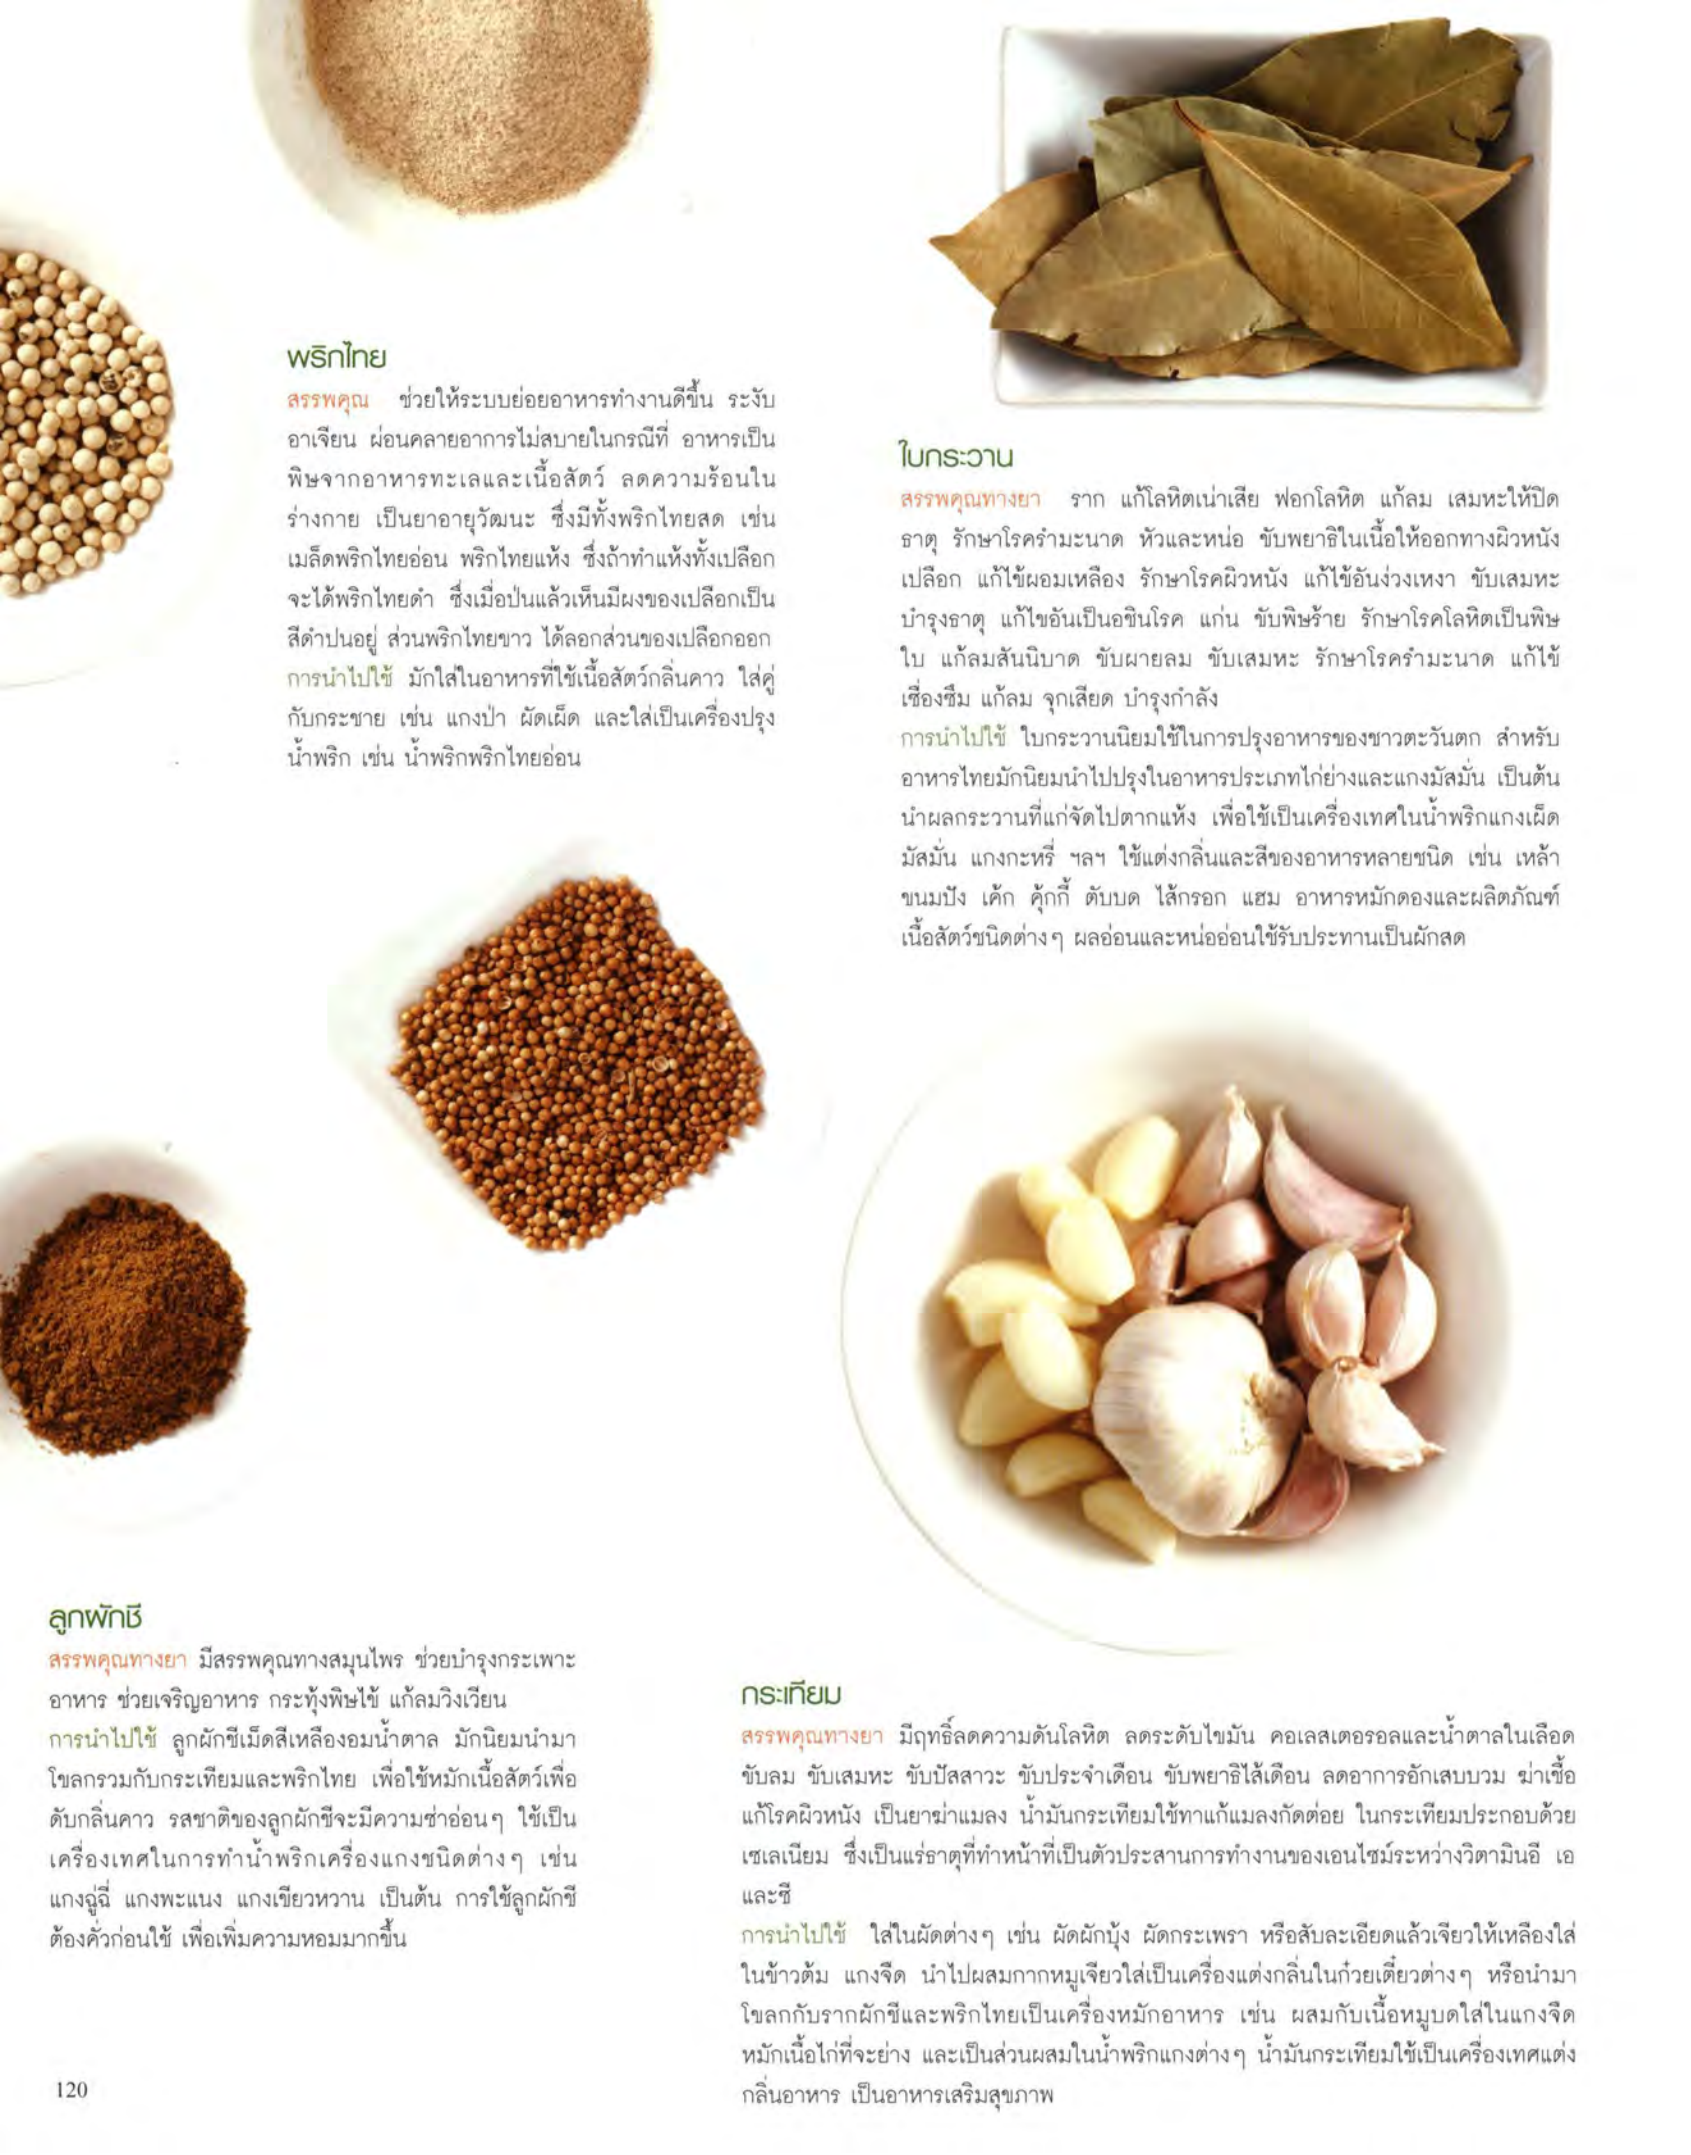 พริกไทย
สรรพคุณ ช่วยให้ระบบย่อยอาหารทำงานดีขึ้น ระงับ
อาเจียน ผ่อนคลายอาการไม่สบายในกรณีที่ อาหารเป็น
พิษจากอาหารทะเลและเนื้อสัตว์ ลดความร้อนใน
ร่างกาย เป็นยาอายุวัฒนะ ซึ่งมีทั้งพริกไทยสด เช่น
เมล็ดพริกไทยอ่อน พริกไทยแห้ง ซึ่งถ้าทำแห้งทั้งเปลือก
จะได้พริกไทยดำ ซึ่งเมื่อป่นแล้วเห็นมีผงของเปลือกเป็น
สีดำปนอยู่ ส่วนพริกไทยขาว ได้ลอกส่วนของเปลือกออก
การนำไปใช้ มักใส่ในอาหารที่ใช้เนื้อสัตว์กลิ่นคาว ใส่คู่
กับกระชาย เช่น แกงป่า ผัดเผ็ด และใส่เป็นเครื่องปรุง
น้ำพริก เช่น น้ำพริกพริกไทยอ่อน
ใบกระวาน
สรรพคุณทางยา ราก แก้โลหิตเน่าเสีย ฟอกโลหิต แก้ลม เสมหะให้ปิด
ธาตุ รักษาโรครำมะนาด หัวและหน่อ ขับพยาธิในเนื้อให้ออกทางผิวหนัง
เปลือก แก้ไข้ผอมเหลือง รักษาโรคผิวหนัง แก้ไข้อันง่วงเหงา ขับเสมหะ
บำรุงธาตุ แก้ไขอันเป็นอชินโรค แก่น ขับพิษร้าย รักษาโรคโลหิตเป็นพิษ
ใบ แก้ลมสันนิบาด ขับผายลม ขับเสมหะ รักษาโรครำมะนาด แก้ไข้
เซื่องซึม แก้ลม จุกเสียด บำรุงกำลัง
การนำไปใช้ ใบกระวานนิยมใช้ในการปรุงอาหารของชาวตะวันตก สำหรับ
อาหารไทยมักนิยมนำไปปรุงในอาหารประเภทไก่ย่างและแกงมัสมั่น เป็นต้น
นำผลกระวานที่แก่จัดไปตากแห้ง เพื่อใช้เป็นเครื่องเทศในน้ำพริกแกงเผ็ด
มัสมั่น แกงกะหรี่ ฯลฯ ใช้แต่งกลิ่นและสีของอาหารหลายชนิด เช่น เหล้า
ขนมปัง เค้ก คุ้กกี้ ตับบด ไส้กรอก แฮม อาหารหมักดองและผลิตภัณฑ์
เนื้อสัตว์ชนิดต่างๆ ผลอ่อนและหน่ออ่อนใช้รับประทานเป็นผักสด
ลูกผักชี
สรรพคุณทางยา มีสรรพคุณทางสมุนไพร ช่วยบำรุงกระเพาะ
อาหาร ช่วยเจริญอาหาร กระทุ้งพิษไข้ แก้ลมวิงเวียน
การนำไปใช้ ลูกผักชีเม็ดสีเหลืองอมน้ำตาล มักนิยมนำมา
โขลกรวมกับกระเทียมและพริกไทย เพื่อใช้หมักเนื้อสัตว์เพื่อ
ดับกลิ่นคาว รสชาติของลูกผักชีจะมีความซ่าอ่อนๆ ใช้เป็น
เครื่องเทศในการทำน้ำพริกเครื่องแกงชนิดต่างๆ เช่น
แกงฉู่ฉี่ แกงพะแนง แกงเขียวหวาน เป็นต้น การใช้ลูกผักชี
ต้องคั่วก่อนใช้ เพื่อเพิ่มความหอมมากขึ้น
กระเทียม
สรรพคุณทางยา มีฤทธิ์ลดความดันโลหิต ลดระดับไขมัน คอเลสเตอรอลและน้ำตาลในเลือด
ขับลม ขับเสมหะ ขับปัสสาวะ ขับประจำเดือน ขับพยาธิไส้เดือน ลดอาการอักเสบบวม ฆ่าเชื้อ
แก้โรคผิวหนัง เป็นยาฆ่าแมลง น้ำมันกระเทียมใช้ทาแก้แมลงกัดต่อย ในกระเทียมประกอบด้วย
เซเลเนียม ซึ่งเป็นแร่ธาตุที่ทำหน้าที่เป็นตัวประสานการทำงานของเอนไซม์ระหว่างวิตามินอี เอ
และซี
การนำไปใช้ ใส่ในผัดต่างๆ เช่น ผัดผักบุ้ง ผัดกระเพรา หรือสับละเอียดแล้วเจียวให้เหลืองใส่
ในข้าวต้ม แกงจืด นำไปผสมกากหมูเจียวใส่เป็นเครื่องแต่งกลิ่นในก๋วยเตี๋ยวต่างๆ หรือนำมา
โขลกกับรากผักชีและพริกไทยเป็นเครื่องหมักอาหาร เช่น ผสมกับเนื้อหมูบดใส่ในแกงจืด
หมักเนื้อไก่ที่จะย่าง และเป็นส่วนผสมในน้ำพริกแกงต่างๆ น้ำมันกระเทียมใช้เป็นเครื่องเทศแต่ง
กลิ่นอาหาร เป็นอาหารเสริมสุขภาพ
120